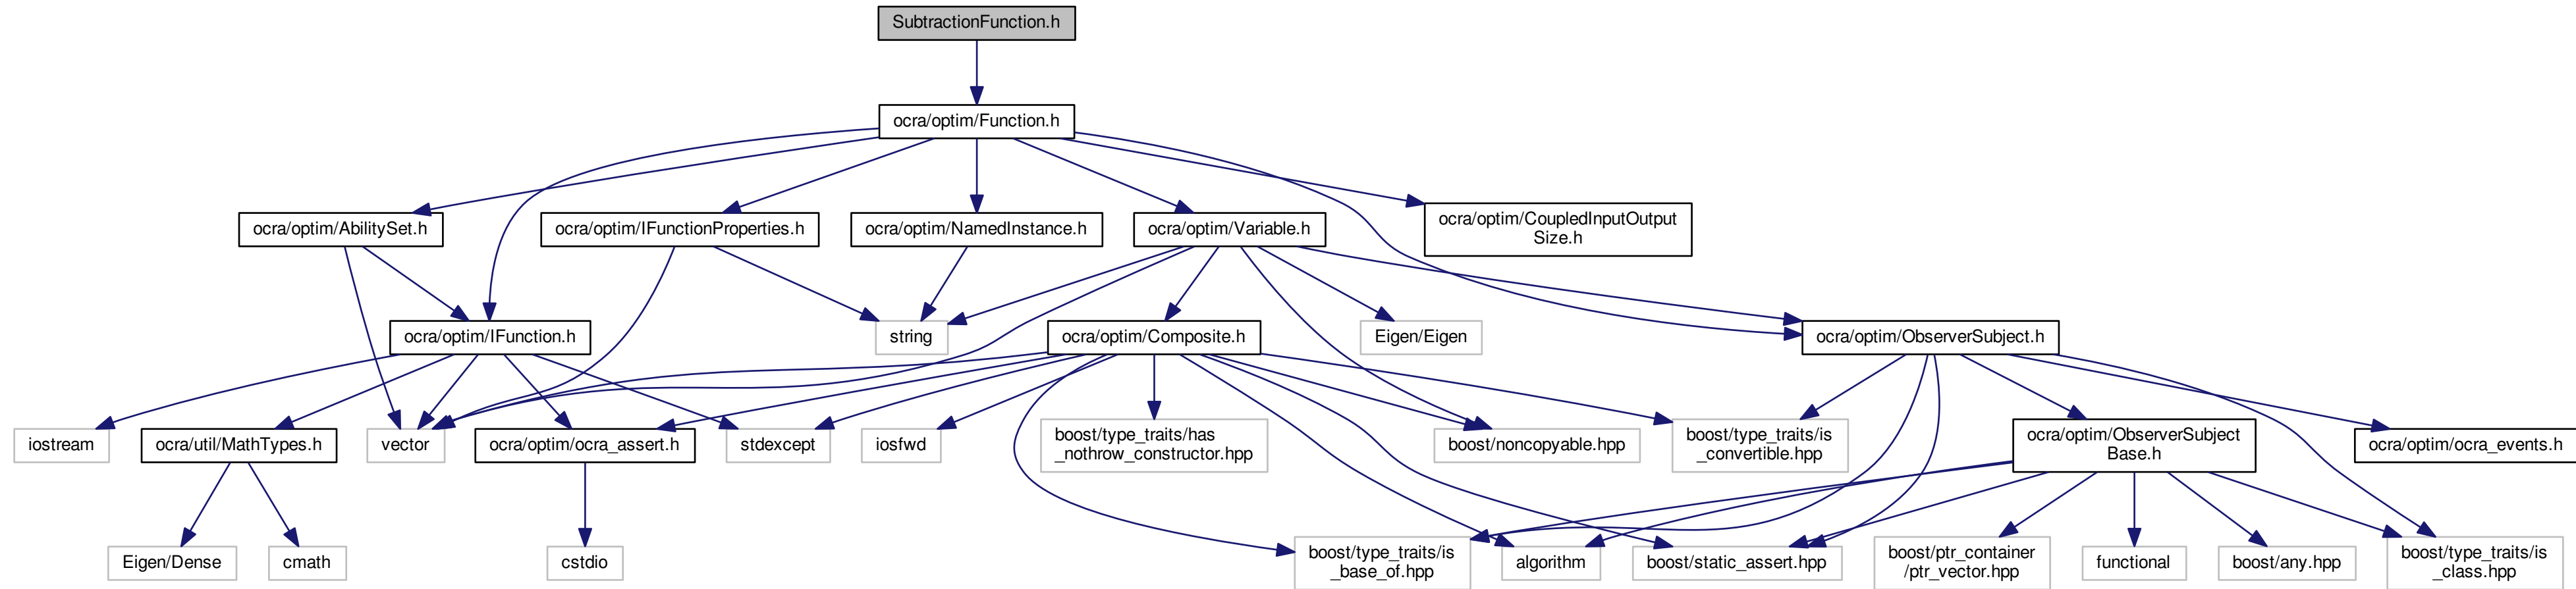 SubtractionFunction.h
ocra/optim/Function.h
ocra/optim/AbilitySet.h
ocra/optim/IFunctionProperties.h
ocra/optim/NamedInstance.h
ocra/optim/Variable.h
ocra/optim/CoupledInputOutput
Size.h
ocra/optim/IFunction.h
string
ocra/optim/Composite.h
Eigen/Eigen
ocra/optim/ObserverSubject.h
iostream
ocra/util/MathTypes.h
vector
ocra/optim/ocra_assert.h
stdexcept
iosfwd
boost/type_traits/has
_nothrow_constructor.hpp
boost/noncopyable.hpp
boost/type_traits/is
_convertible.hpp
ocra/optim/ObserverSubject
Base.h
ocra/optim/ocra_events.h
Eigen/Dense
cmath
cstdio
boost/type_traits/is
_base_of.hpp
algorithm
boost/static_assert.hpp
boost/ptr_container
/ptr_vector.hpp
functional
boost/any.hpp
boost/type_traits/is
_class.hpp